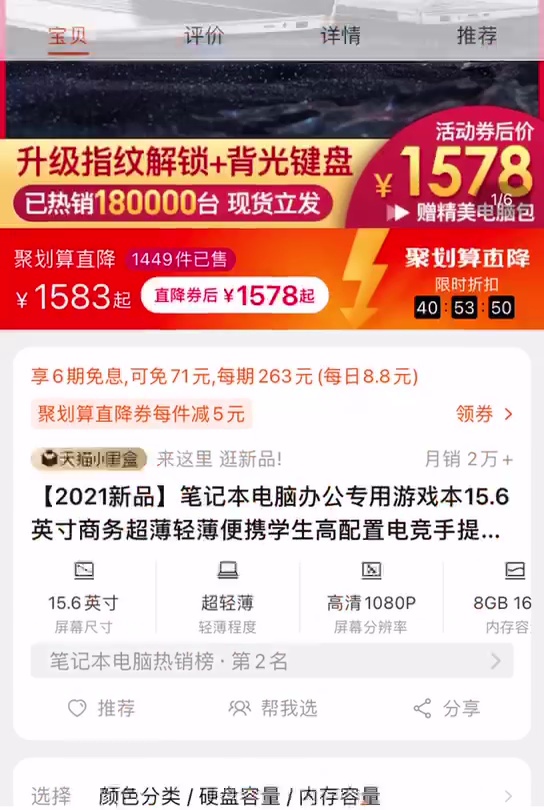 宝贝 评价 详情 推荐
活动券后价
升级指纹解锁+背光键盘
¥1578
已热销180000台 现货立发
1/6
赠精美电脑包
聚划算直降 1449件已售
聚划算直降
¥1583起 直降券后¥1578起
限时折扣
40:53:50
享6期免息,可免71元,每期263元(每日8.8元)
聚划算直降券每件减5元 领券
天猫小黑盒 来这里 逛新品! 月销 2万+
【2021新品】笔记本电脑办公专用游戏本15.6
英寸商务超薄轻薄便携学生高配置电竞手提...
15.6英寸 超轻薄 高清1080P 8GB 16
屏幕尺寸 轻薄程度 屏幕分辨率 内存容
笔记本电脑热销榜·第2名
推荐 帮我选 分享
选择 颜色分类 / 硬盘容量 / 内存容量